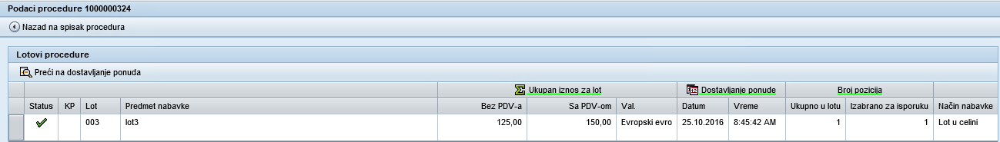 Podaci procedure 1000000324
Nazad na spisak procedura
Lotovi procedure
Preći na dostavljanje ponuda
Ukupan iznos za lot Dostavljanje ponude Broj pozicija
Status KP Lot Predmet nabavke Bez PDV-a Sa PDV-om Val. Datum Vreme Ukupno u lotu Izabrano za isporuku Način nabavke
003 lot3 125,00 150,00 Evropski evro 25.10.2016 8:45:42 AM 1 1 Lot u celini